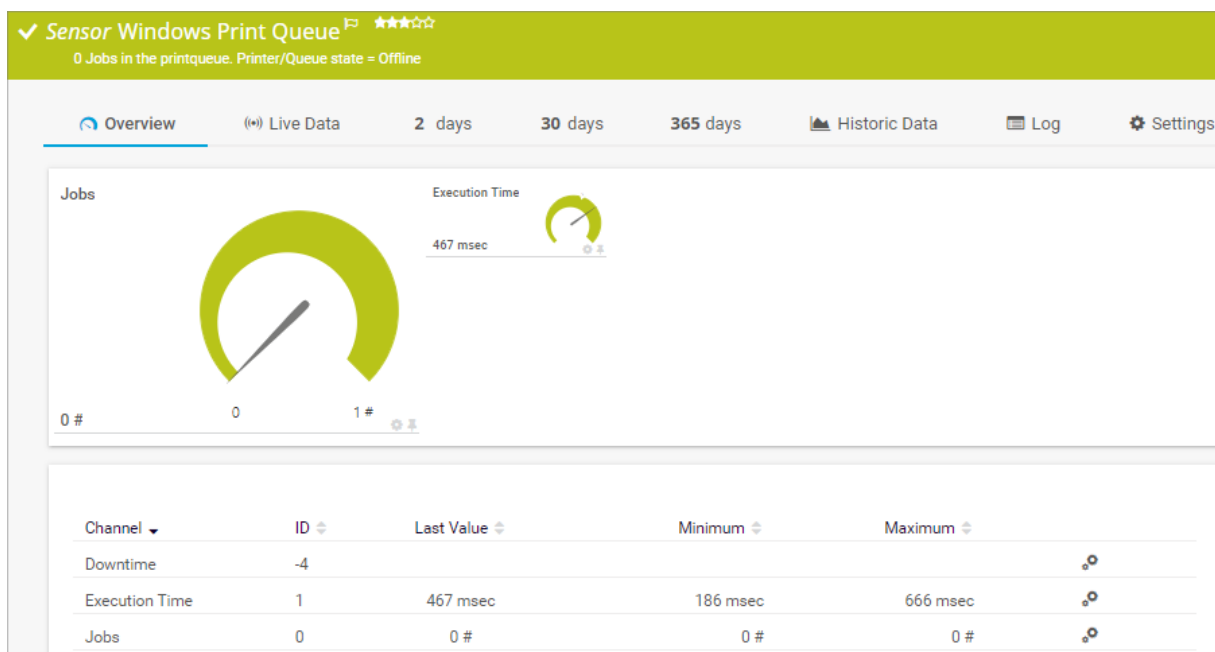 Sensor Windows Print Queue
0 Jobs in the printqueue. Printer/Queue state = Offline
Overview Live Data 2 days 30 days 365 days Historic Data Log Settings
Jobs
0 #
0 1 #
Execution Time
467 msec
Channel ID Last Value Minimum Maximum
Downtime -4
Execution Time 1 467 msec 186 msec 666 msec
Jobs 0 0 # 0 # 0 #